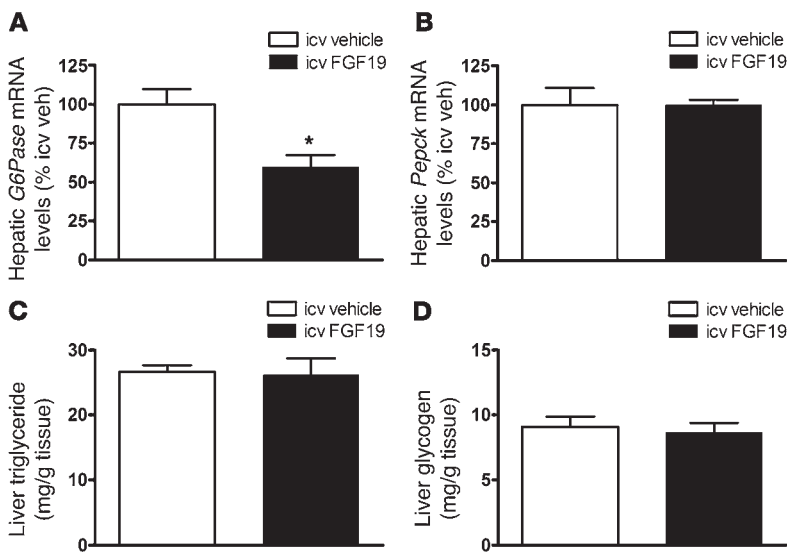 A
icv vehicle
icv FGF19
Hepatic G6Pase mRNA
levels (% icv veh)
125
100
75
50
25
0
*
B
icv vehicle
icv FGF19
Hepatic Pepck mRNA
levels (% icv veh)
125
100
75
50
25
0
C
icv vehicle
icv FGF19
Liver triglyceride
(mg/g tissue)
30
20
10
0
D
icv vehicle
icv FGF19
Liver glycogen
(mg/g tissue)
15
10
5
0